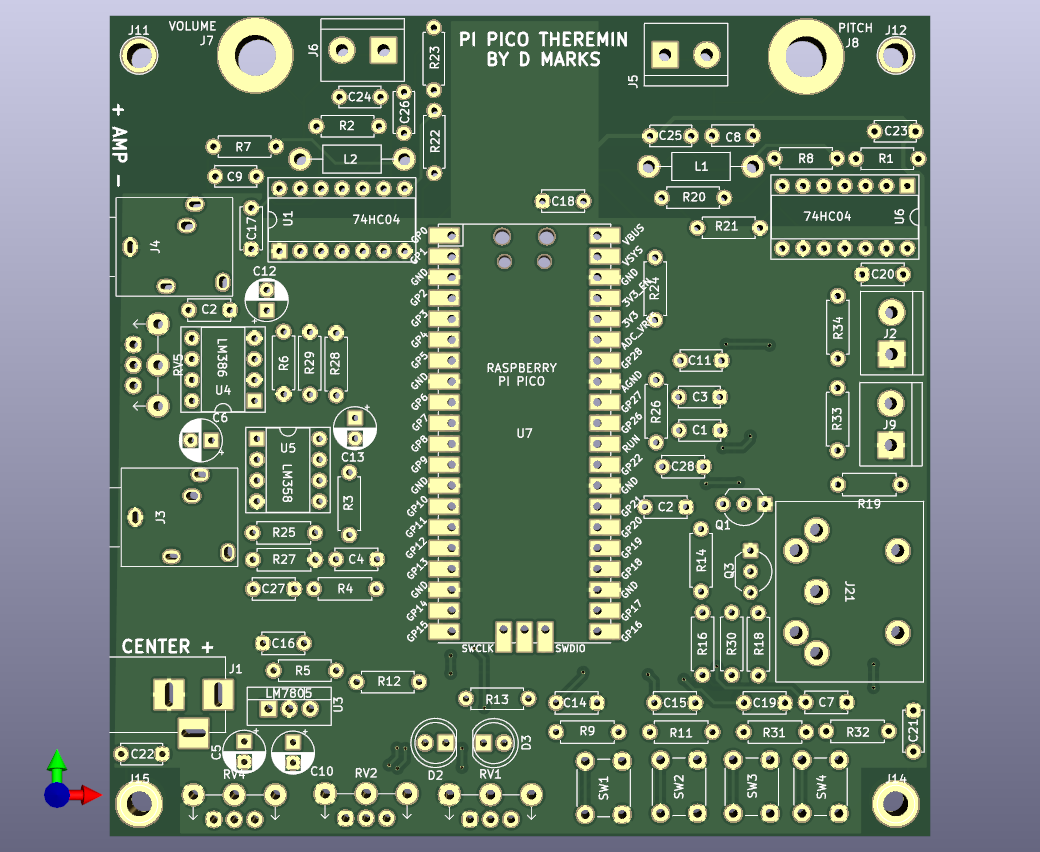 J11
VOLUME
J7
J6
R23
PI PICO THEREMIN
BY D MARKS
J5
PITCH
J8
J12
+ AMP -
C24
C26
R2
R22
R7
L2
C9
C25
C8
C23
L1
R8
R1
R20
R21
C18
74HC04
U6
C17
U1
74HC04
J4
C12
C2
+
GP0
GP1
GND
GP2
GP3
GP4
GP5
GND
GP6
GP7
GP8
GP9
GND
GP10
GP11
GP12
GP13
GND
GP14
GP15
VBUS
VSYS
GND
3V3_EN
3V3
ADC_VREF
GP28
AGND
GP27
GP26
RUN
GP22
GND
GP21
GP20
GP19
GP18
GND
GP17
GP16
R24
C20
R34
J2
RASPBERRY
PI PICO
U7
RV5
LM386
U4
R6
R29
R28
C11
C3
C1
R26
C28
R33
J9
C6
+
C13
+
U5
LM358
R3
J3
R25
R27
C4
C27
R4
C2
Q1
R19
R14
Q3
J21
R16
R30
R18
CENTER +
C16
J1
R5
R12
LM7805
U3
SWCLK
SWDIO
R13
C14
C15
C19
C7
C21
R9
R11
R31
R32
C22
C5
+
+
C10
D2
D3
J15
RV4
RV2
RV1
SW1
SW2
SW3
SW4
J14